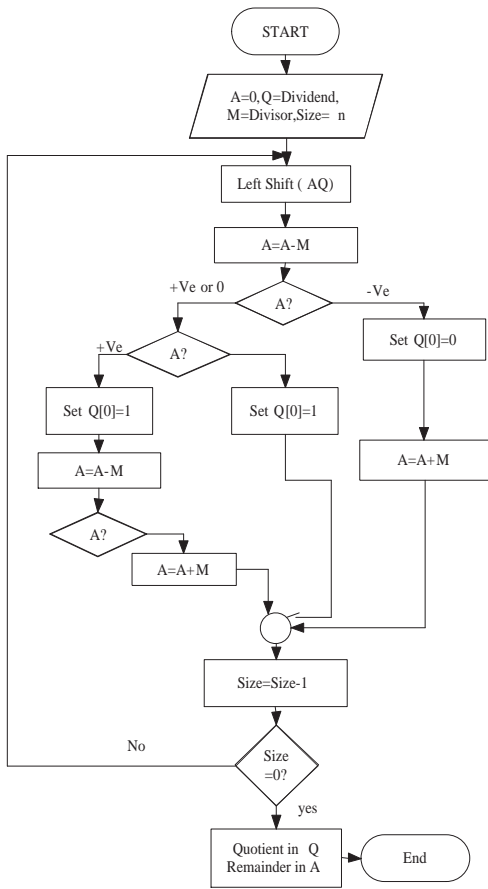 START
A=0,Q=Dividend,
M=Divisor,Size= n
Left Shift ( AQ)
A=A-M
+Ve or 0
A?
-Ve
+Ve
A?
Set Q[0]=0
Set Q[0]=1
Set Q[0]=1
A=A-M
A=A+M
A?
A=A+M
Size=Size-1
No
Size
=0?
yes
Quotient in Q
Remainder in A
End